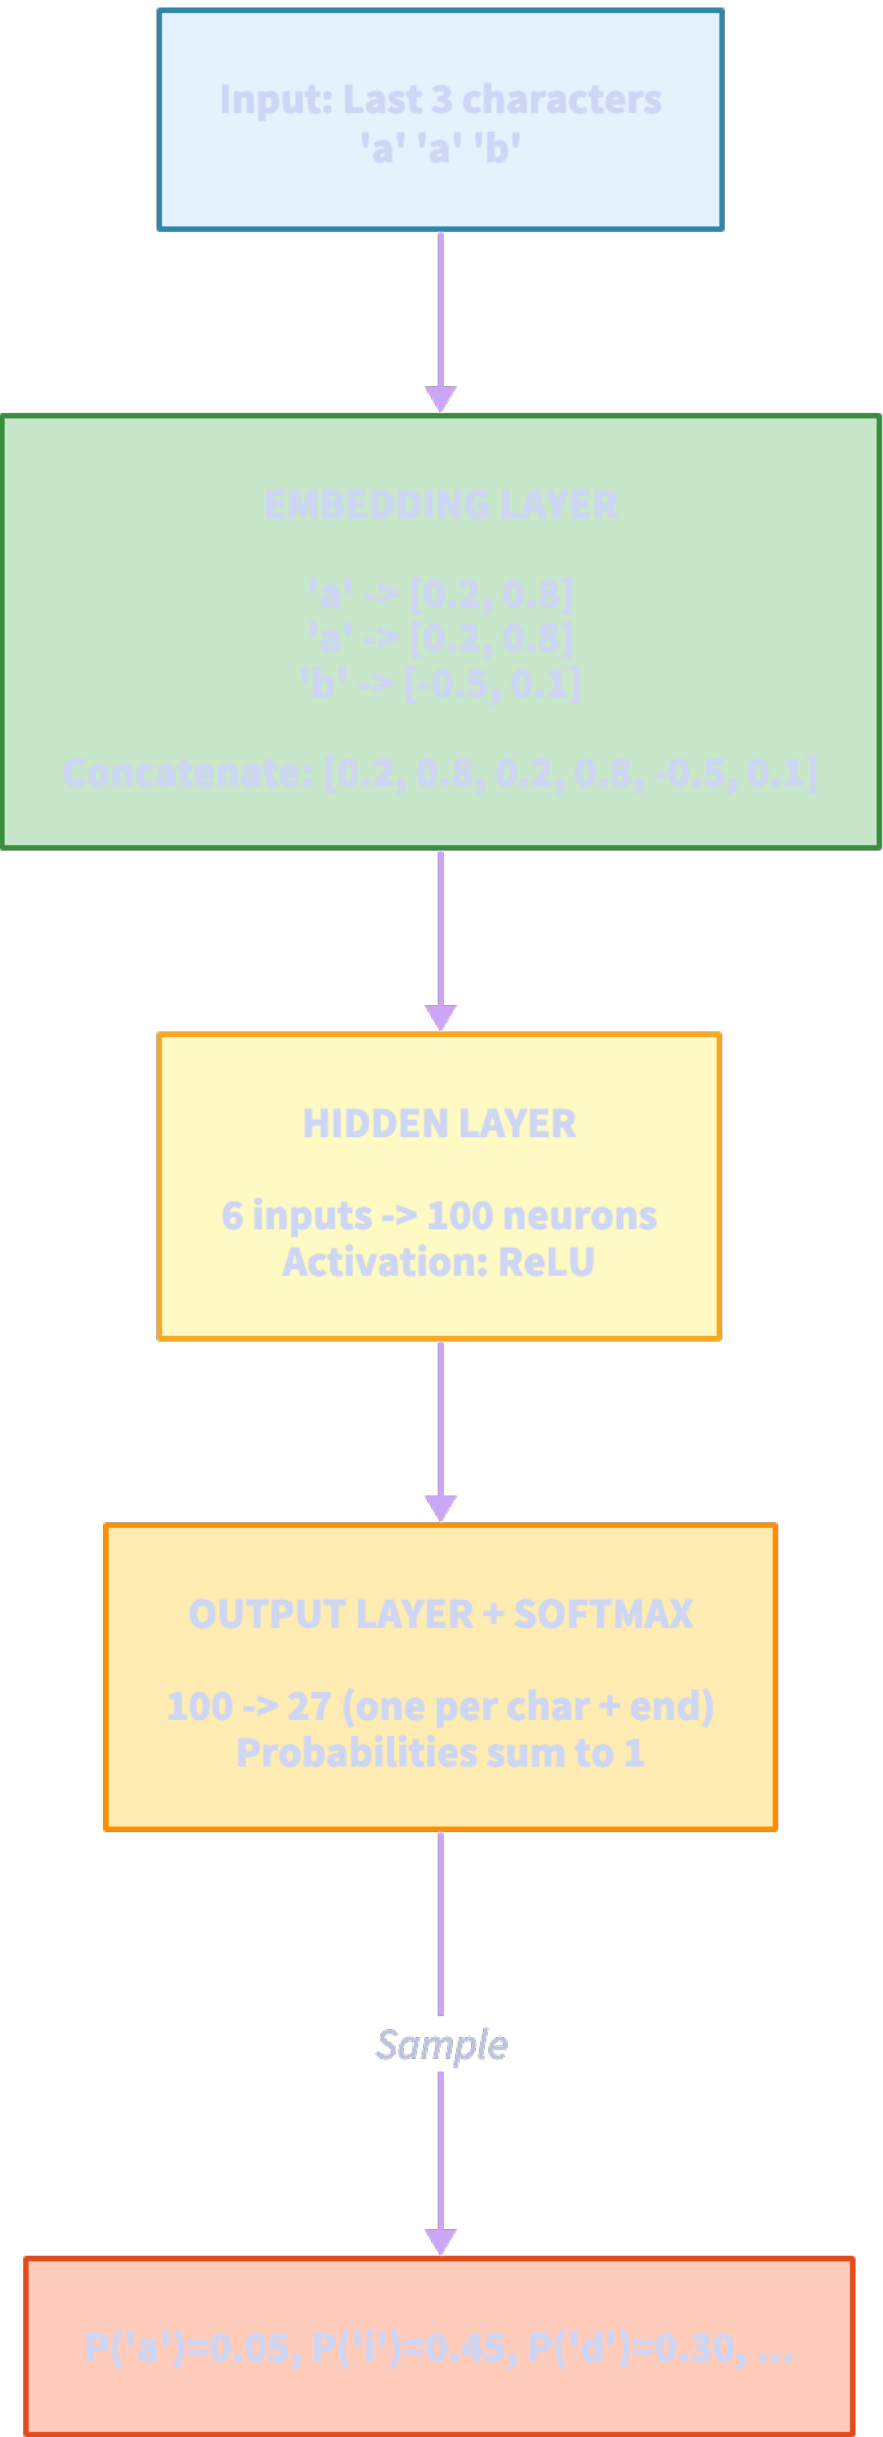 Input: Last 3 characters
'a' 'a' 'b'
EMBEDDING LAYER
'a' -> [0.2, 0.8]
'a' -> [0.2, 0.8]
'b' -> [-0.5, 0.1]
Concatenate: [0.2, 0.8, 0.2, 0.8, -0.5, 0.1]
HIDDEN LAYER
6 inputs -> 100 neurons
Activation: ReLU
OUTPUT LAYER + SOFTMAX
100 -> 27 (one per char + end)
Probabilities sum to 1
Sample
P('a')=0.05, P('i')=0.45, P('d')=0.30, ...